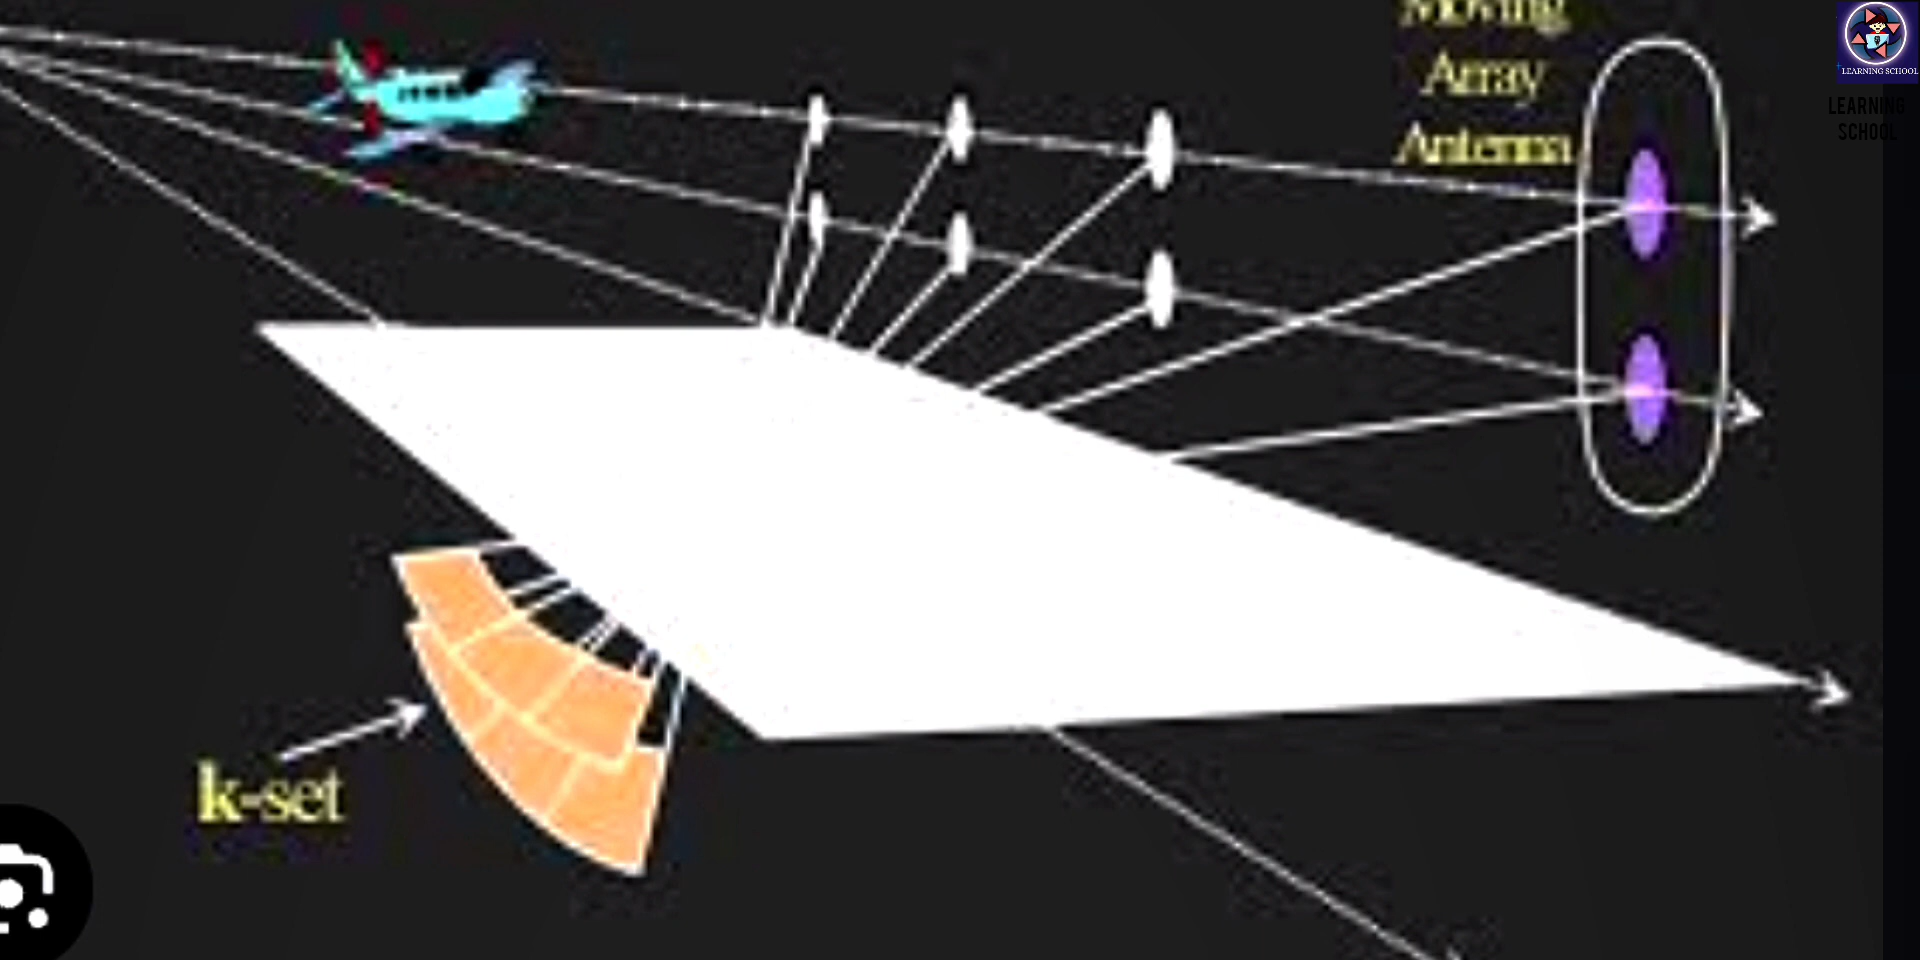 Moving
Array
Antenna
LEARNING SCHOOL
LEARNING
SCHOOL
k-set